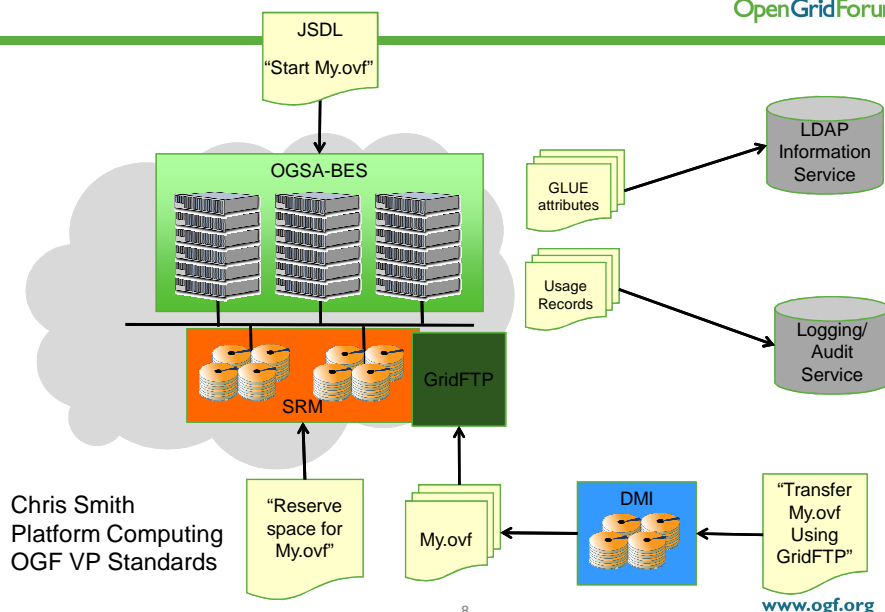 OpenGridForum
JSDL
“Start My.ovf”
OGSA-BES
LDAP
Information
Service
GLUE
attributes
Usage
Records
Logging/
Audit
Service
SRM
GridFTP
Chris Smith
Platform Computing
OGF VP Standards
“Reserve
space for
My.ovf”
My.ovf
DMI
“Transfer
My.ovf
Using
GridFTP”
8
www.ogf.org